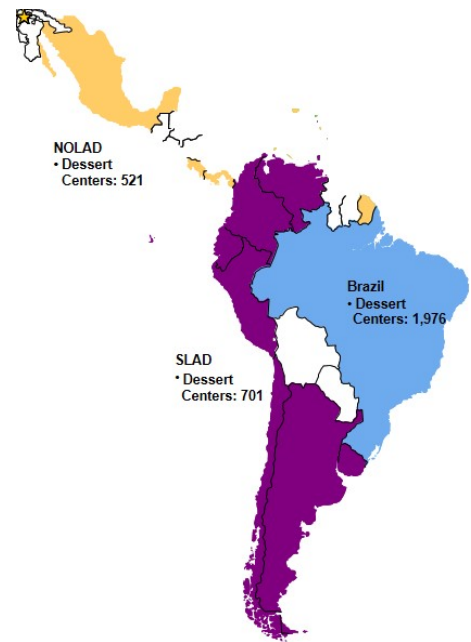 NOLAD
• Dessert
Centers: 521
Brazil
• Dessert
Centers: 1,976
SLAD
• Dessert
Centers: 701